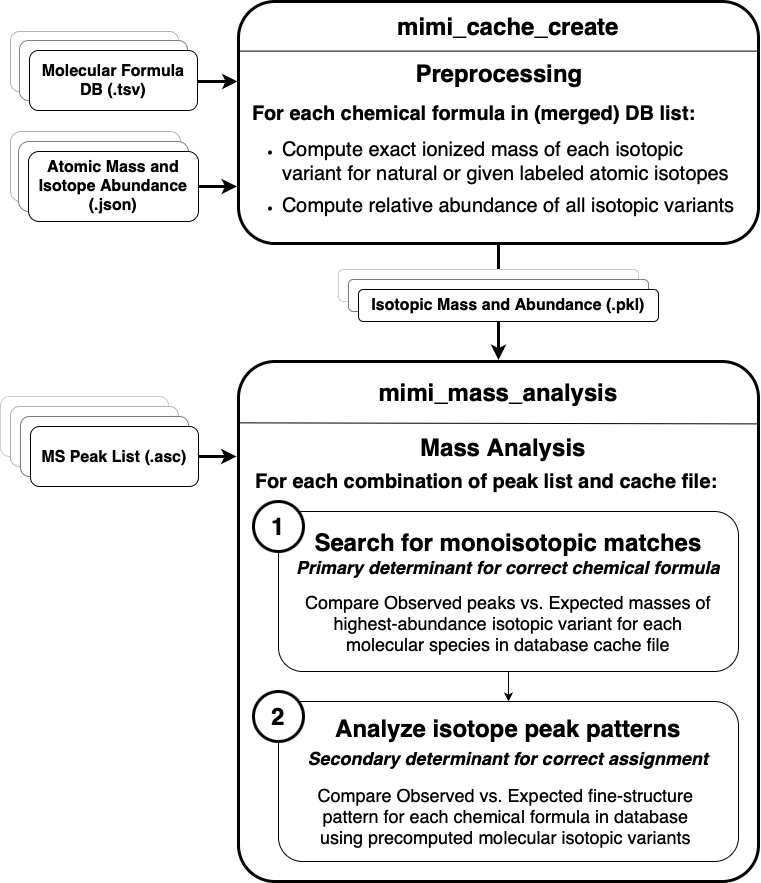 mimi_cache_create
Molecular Formula
DB (.tsv)
Preprocessing
For each chemical formula in (merged) DB list:
• Compute exact ionized mass of each isotopic
variant for natural or given labeled atomic isotopes
• Compute relative abundance of all isotopic variants
Atomic Mass and
Isotope Abundance
(.json)
Isotopic Mass and Abundance (.pkl)
mimi_mass_analysis
MS Peak List (.asc)
Mass Analysis
For each combination of peak list and cache file:
1
Search for monoisotopic matches
Primary determinant for correct chemical formula
Compare Observed peaks vs. Expected masses of
highest-abundance isotopic variant for each
molecular species in database cache file
2
Analyze isotope peak patterns
Secondary determinant for correct assignment
Compare Observed vs. Expected fine-structure
pattern for each chemical formula in database
using precomputed molecular isotopic variants